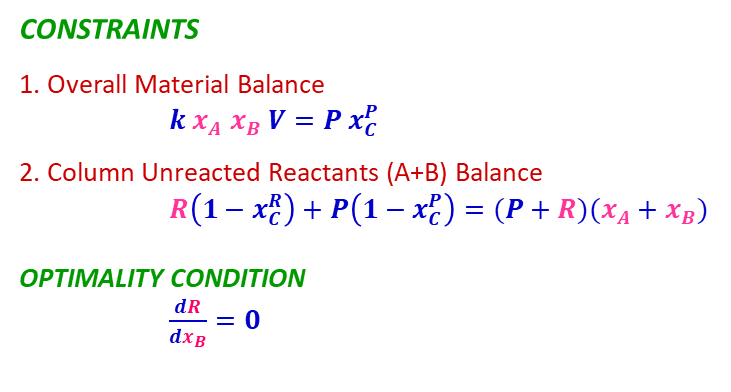 CONSTRAINTS
1. Overall Material Balance
k x_A x_B V = P x_C^P
2. Column Unreacted Reactants (A+B) Balance
R(1 − x_C^R) + P(1 − x_C^P) = (P + R)(x_A + x_B)
OPTIMALITY CONDITION
dR/dx_B = 0